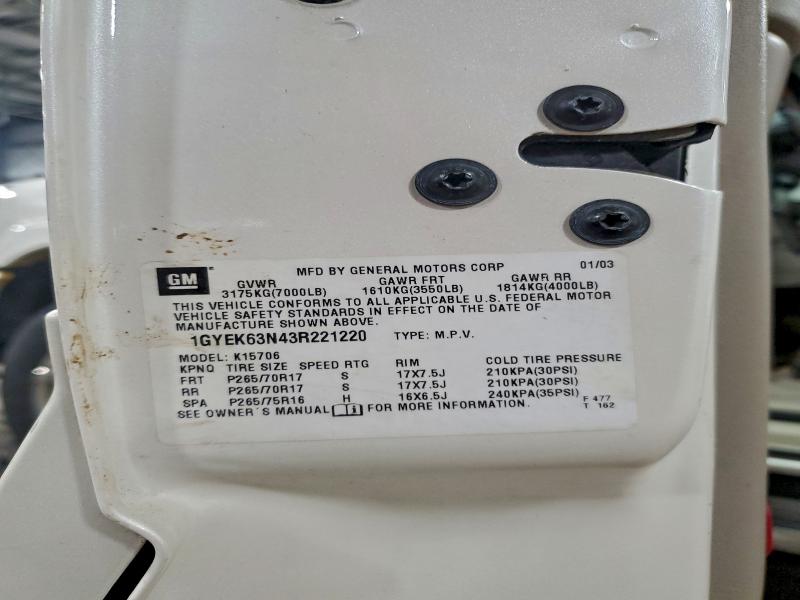 GM
MFD BY GENERAL MOTORS CORP 01/03
GVWR GAWR FRT GAWR RR
3175KG(7000LB) 1610KG(3550LB) 1814KG(4000LB)
THIS VEHICLE CONFORMS TO ALL APPLICABLE U.S. FEDERAL MOTOR
VEHICLE SAFETY STANDARDS IN EFFECT ON THE DATE OF
MANUFACTURE SHOWN ABOVE.
1GYEK63N43R221220 TYPE: M.P.V.
MODEL: K15706
KPNQ TIRE SIZE SPEED RTG RIM COLD TIRE PRESSURE
FRT P265/70R17 S 17X7.5J 210KPA(30PSI)
RR P265/70R17 S 17X7.5J 210KPA(30PSI)
SPA P265/75R16 H 16X6.5J 240KPA(35PSI)
SEE OWNER'S MANUAL i FOR MORE INFORMATION.
F 477
T 162